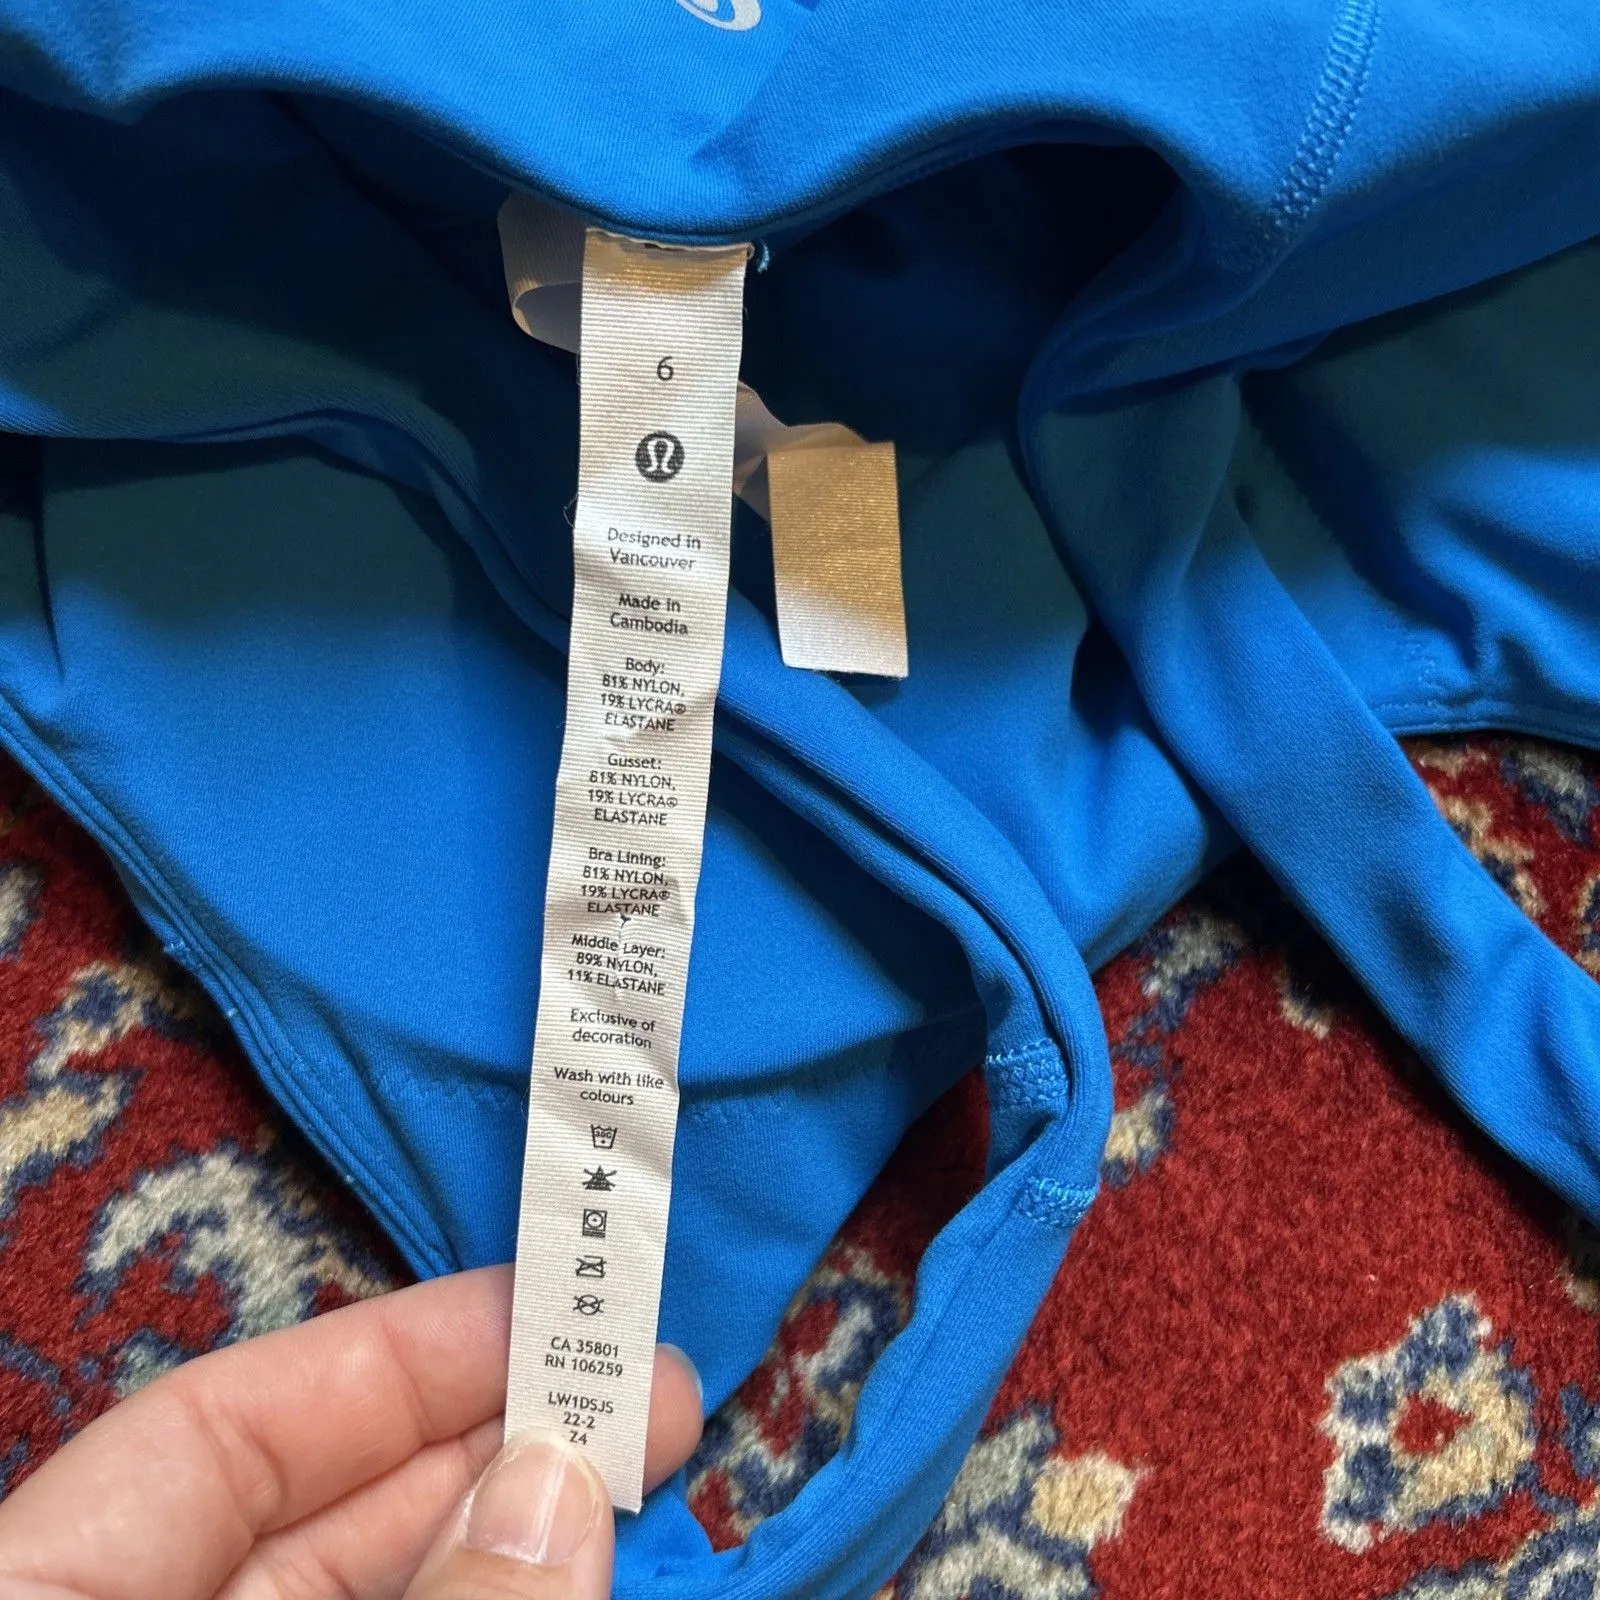 6
Designed in
Vancouver
Made in
Cambodia
Body:
81% NYLON,
19% LYCRA®
ELASTANE
Gusset:
81% NYLON,
19% LYCRA®
ELASTANE
Bra Lining:
81% NYLON,
19% LYCRA®
ELASTANE
Middle Layer:
89% NYLON,
11% ELASTANE
Exclusive of
decoration
Wash with like
colours
30C
CA 35801
RN 106259
LW1DSJS
22-2
Z4